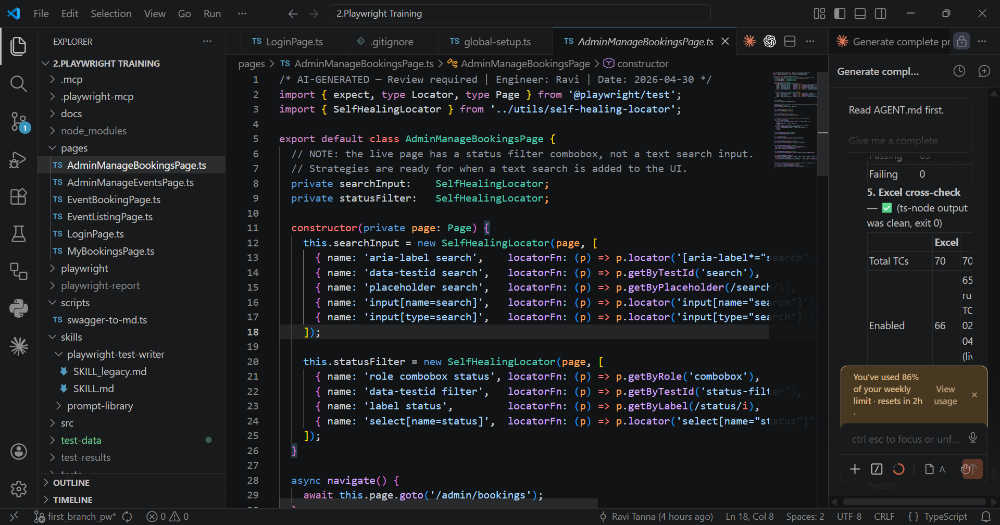 File Edit Selection View Go Run ···
2.Playwright Training
EXPLORER
2.PLAYWRIGHT TRAINING
.mcp
.playwright-mcp
docs
node_modules
pages
TS AdminManageBookingsPage.ts
TS AdminManageEventsPage.ts
TS EventBookingPage.ts
TS EventListingPage.ts
TS LoginPage.ts
TS MyBookingsPage.ts
playwright
playwright-report
scripts
TS swagger-to-md.ts
skills
playwright-test-writer
SKILL_legacy.md
SKILL.md
prompt-library
src
test-data
test-results
OUTLINE
TIMELINE
1
TS LoginPage.ts
.gitignore
TS global-setup.ts
TS AdminManageBookingsPage.ts
pages > TS AdminManageBookingsPage.ts > AdminManageBookingsPage > constructor
1 /* AI-GENERATED — Review required | Engineer: Ravi | Date: 2026-04-30 */
2 import { expect, type Locator, type Page } from '@playwright/test';
3 import { SelfHealingLocator } from '../utils/self-healing-locator';
4
5 export default class AdminManageBookingsPage {
6 // NOTE: the live page has a status filter combobox, not a text search input.
7 // Strategies are ready for when a text search is added to the UI.
8 private searchInput: SelfHealingLocator;
9 private statusFilter: SelfHealingLocator;
10
11 constructor(private page: Page) {
12 this.searchInput = new SelfHealingLocator(page, [
13 { name: 'aria-label search', locatorFn: (p) => p.locator('[aria-label*="search" i
14 { name: 'data-testid search', locatorFn: (p) => p.getByTestId('search'),
15 { name: 'placeholder search', locatorFn: (p) => p.getByPlaceholder(/search/i),
16 { name: 'input[name=search]', locatorFn: (p) => p.locator('input[name="search"]'),
17 { name: 'input[type=search]', locatorFn: (p) => p.locator('input[type="search"]'),
18 ]);
19
20 this.statusFilter = new SelfHealingLocator(page, [
21 { name: 'role combobox status', locatorFn: (p) => p.getByRole('combobox'),
22 { name: 'data-testid filter', locatorFn: (p) => p.getByTestId('status-filter'),
23 { name: 'label status', locatorFn: (p) => p.getByLabel(/status/i),
24 { name: 'select[name=status]', locatorFn: (p) => p.locator('select[name="status"]'
25 ]);
26 }
27
28 async navigate() {
29 await this.page.goto('/admin/bookings');
Generate complete pr
Generate compl...
Read AGENT.md first.
Give me a complete
Passing 65
Failing 0
5. Excel cross-check
— ✅ (ts-node output
was clean, exit 0)
Excel
Total TCs 70 70
Enabled 66
65
ru
TC
02
04
(liv
You've used 86%
of your weekly
limit · resets in 2h
.
View
usage
ctrl esc to focus or unf...
A
Setup
first_branch_pw* 0 0
Ravi Tanna (4 hours ago) Ln 18, Col 8 Spaces: 2 UTF-8 CRLF { } TypeScript